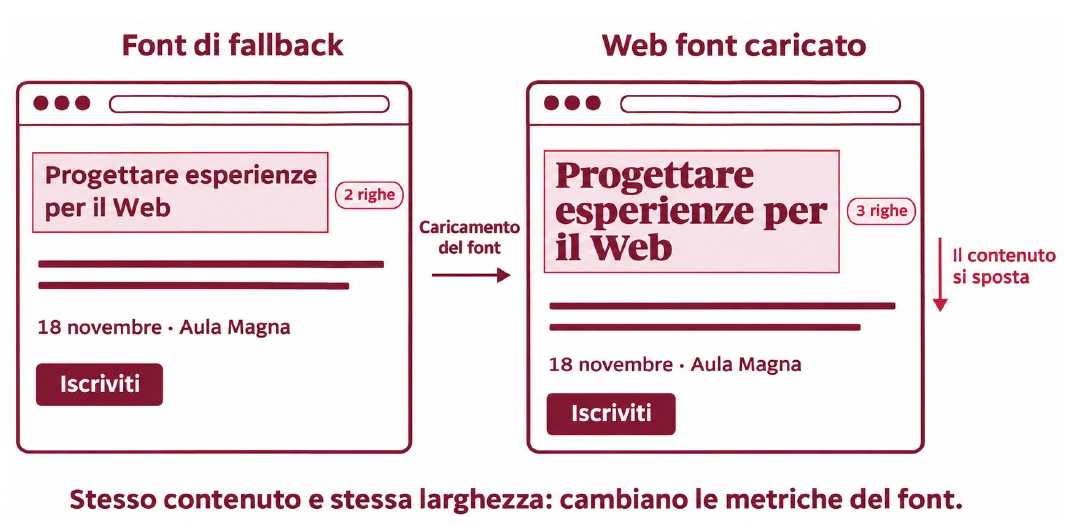 Font di fallback
Progettare esperienze
per il Web
2 righe
18 novembre · Aula Magna
Iscriviti
Caricamento
del font
Web font caricato
Progettare
esperienze per
il Web
3 righe
18 novembre · Aula Magna
Iscriviti
Il contenuto
si sposta
Stesso contenuto e stessa larghezza: cambiano le metriche del font.